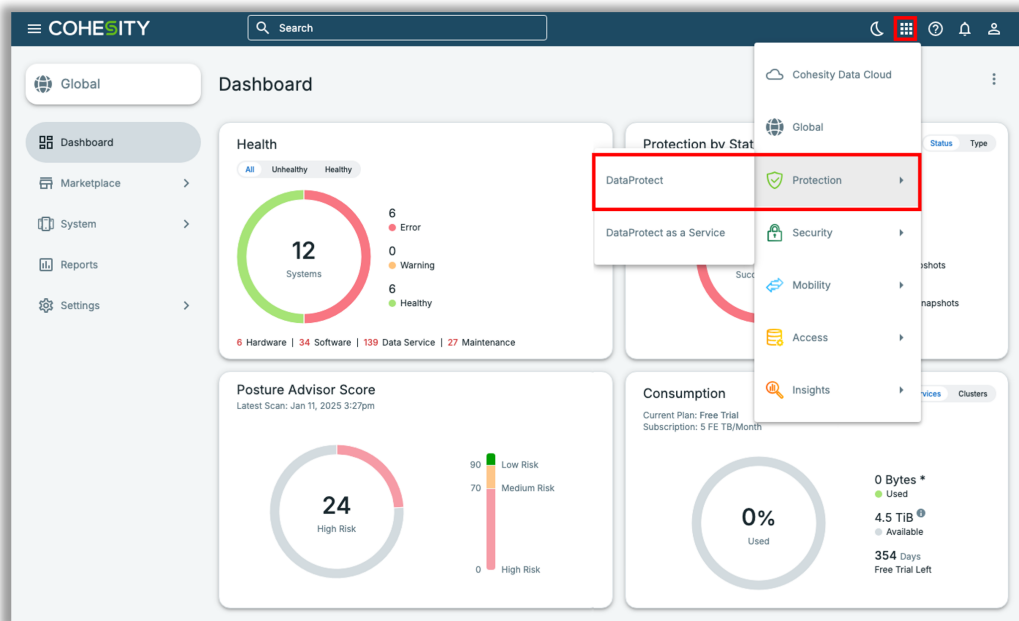 COHESITY
Search
Global
Dashboard
Marketplace
System
Reports
Settings
Dashboard
Health
All Unhealthy Healthy
12
Systems
6
Error
0
Warning
6
Healthy
6 Hardware | 34 Software | 139 Data Service | 27 Maintenance
Protection by Stat
Status Type
Succ
pshots
napshots
Cohesity Data Cloud
Global
DataProtect
Protection
DataProtect as a Service
Security
Mobility
Access
Insights
Posture Advisor Score
Latest Scan: Jan 11, 2025 3:27pm
24
High Risk
90 Low Risk
70 Medium Risk
0 High Risk
Consumption
rvices Clusters
Current Plan: Free Trial
Subscription: 5 FE TB/Month
0%
Used
0 Bytes *
Used
4.5 TiB
Available
354 Days
Free Trial Left